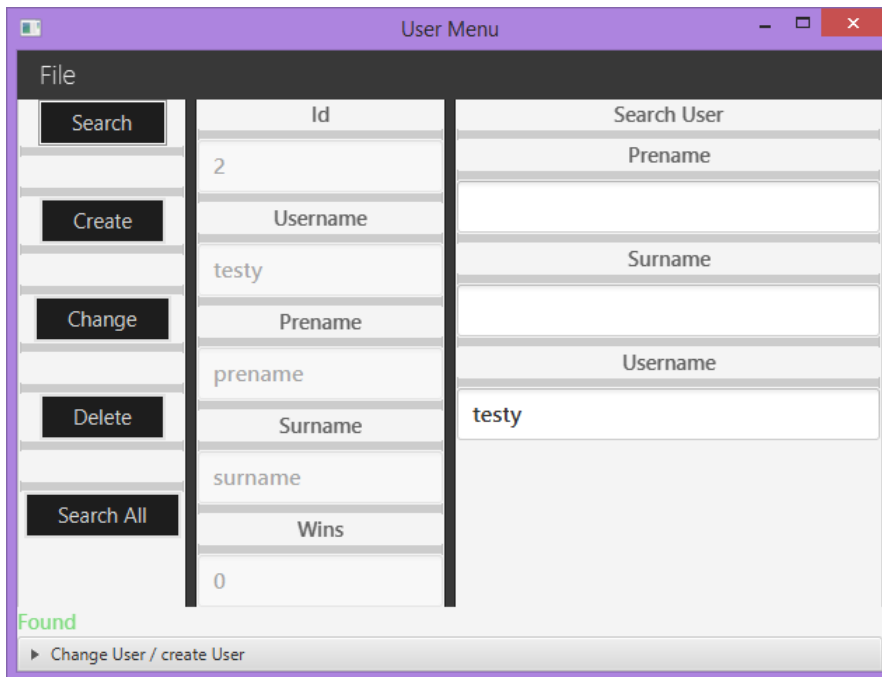 User Menu
File
Search
Create
Change
Delete
Search All
Id
2
Username
testy
Prename
prename
Surname
surname
Wins
0
Search User
Prename
Surname
Username
testy
Found
Change User / create User